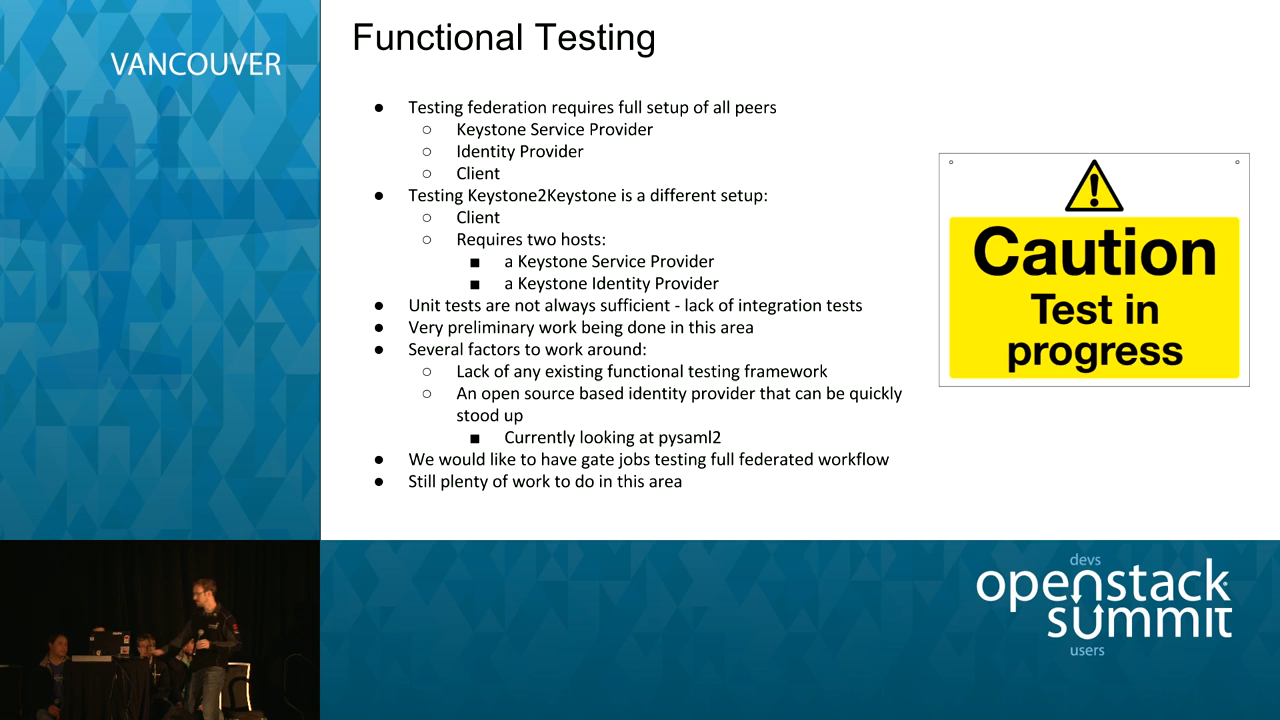 VANCOUVER
Functional Testing
● Testing federation requires full setup of all peers
○ Keystone Service Provider
○ Identity Provider
○ Client
● Testing Keystone2Keystone is a different setup:
○ Client
○ Requires two hosts:
■ a Keystone Service Provider
■ a Keystone Identity Provider
● Unit tests are not always sufficient - lack of integration tests
● Very preliminary work being done in this area
● Several factors to work around:
○ Lack of any existing functional testing framework
○ An open source based identity provider that can be quickly
stood up
■ Currently looking at pysaml2
● We would like to have gate jobs testing full federated workflow
● Still plenty of work to do in this area
Caution
Test in
progress
devs
openstack
summit
users